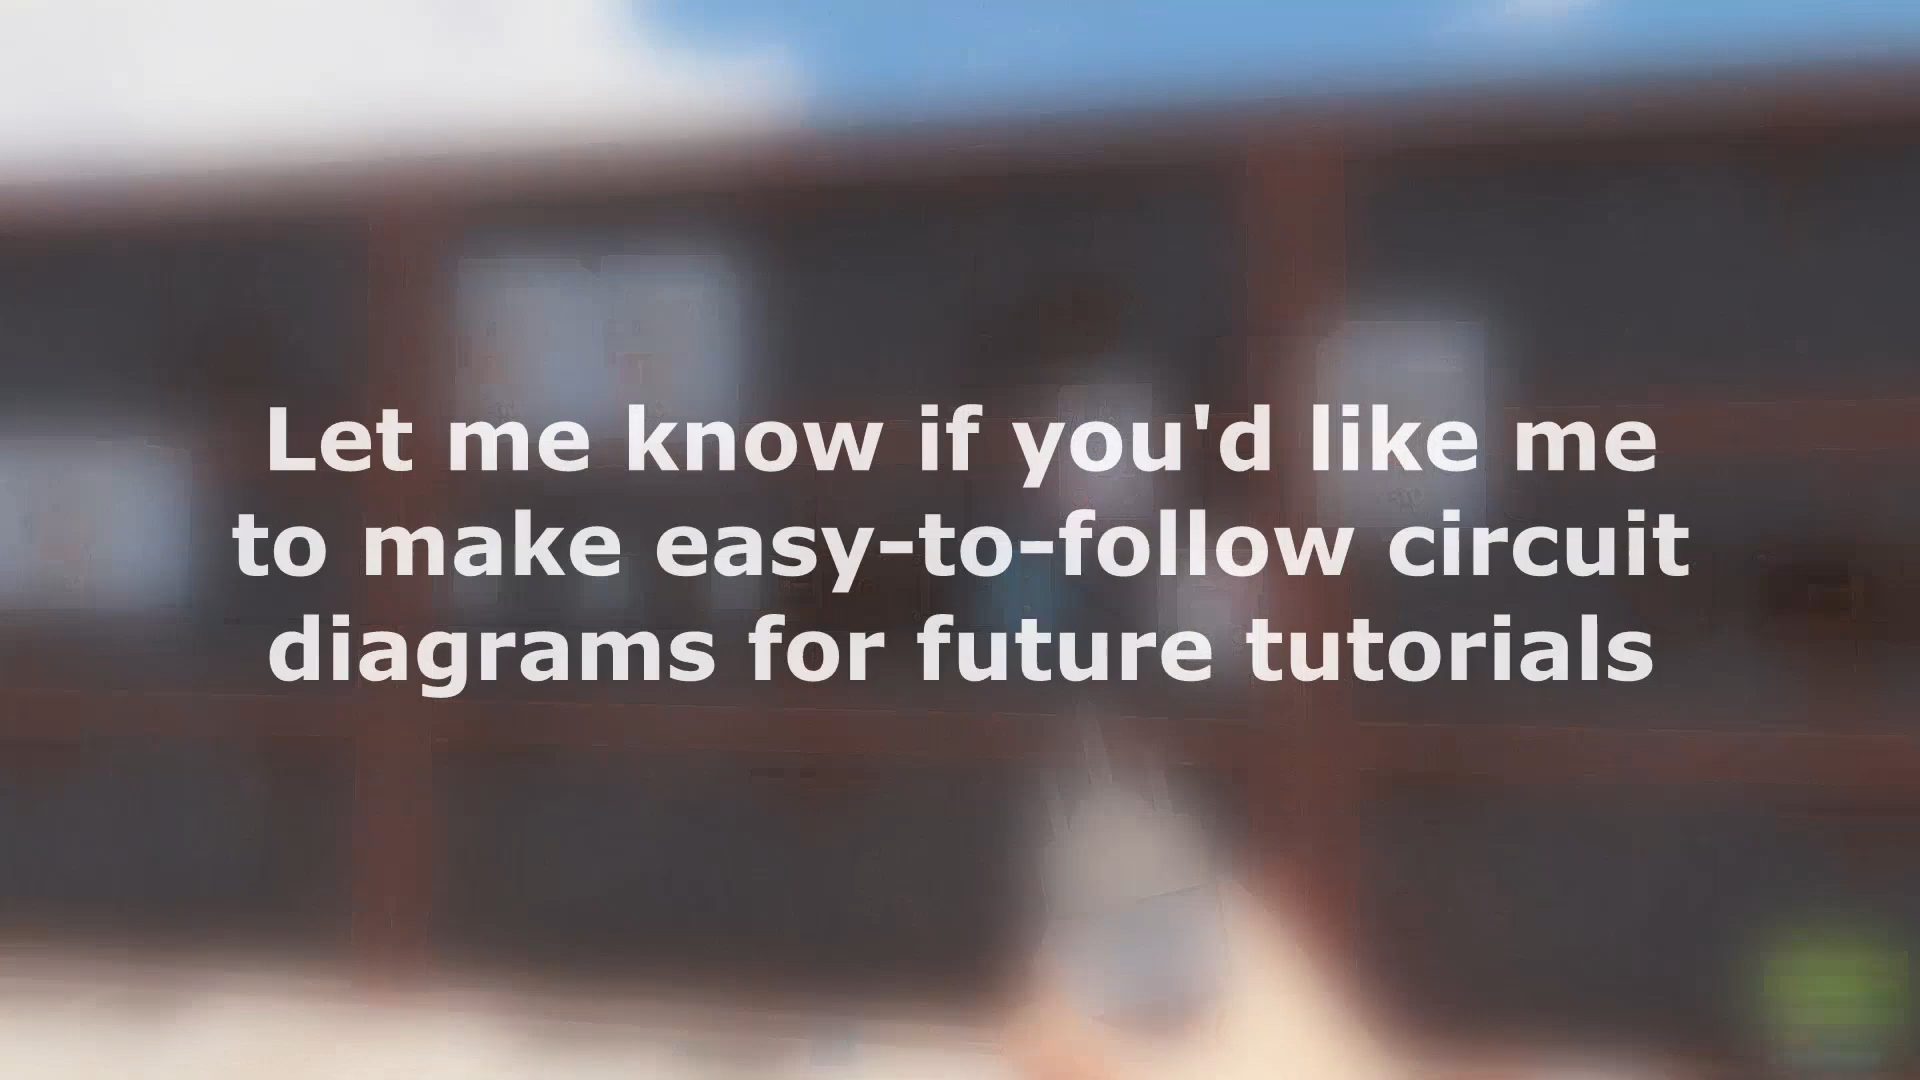 Let me know if you'd like me
to make easy-to-follow circuit
diagrams for future tutorials